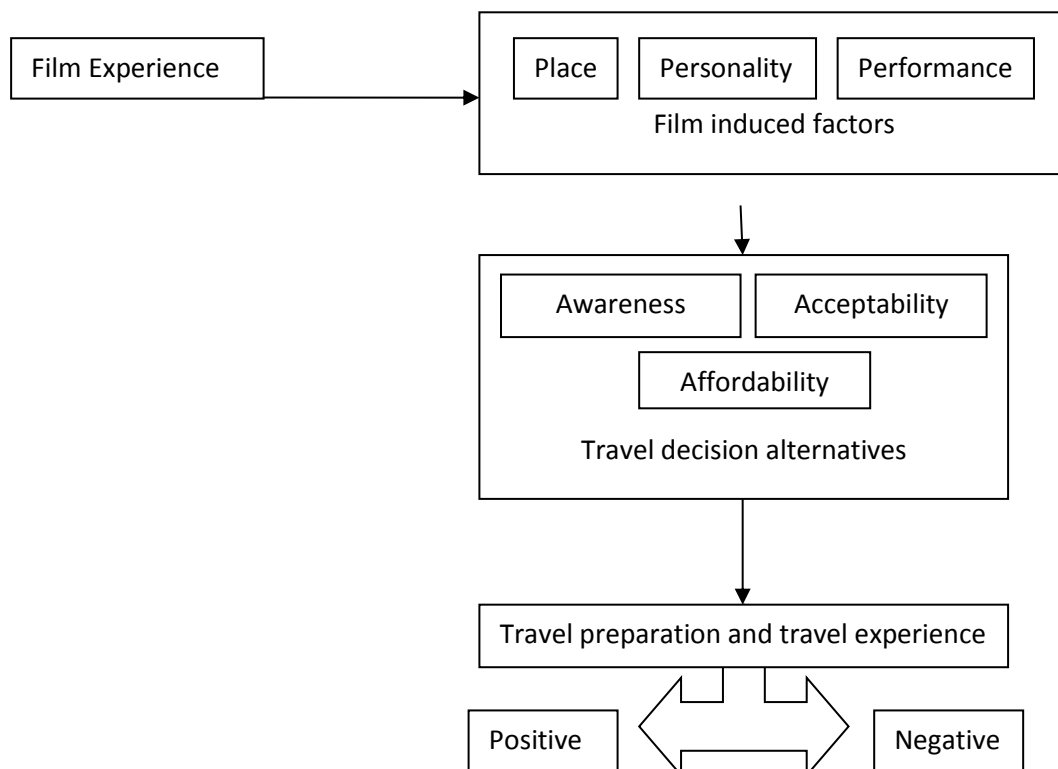 Film Experience
Place Personality Performance
Film induced factors
Awareness Acceptability
Affordability
Travel decision alternatives
Travel preparation and travel experience
Positive Negative